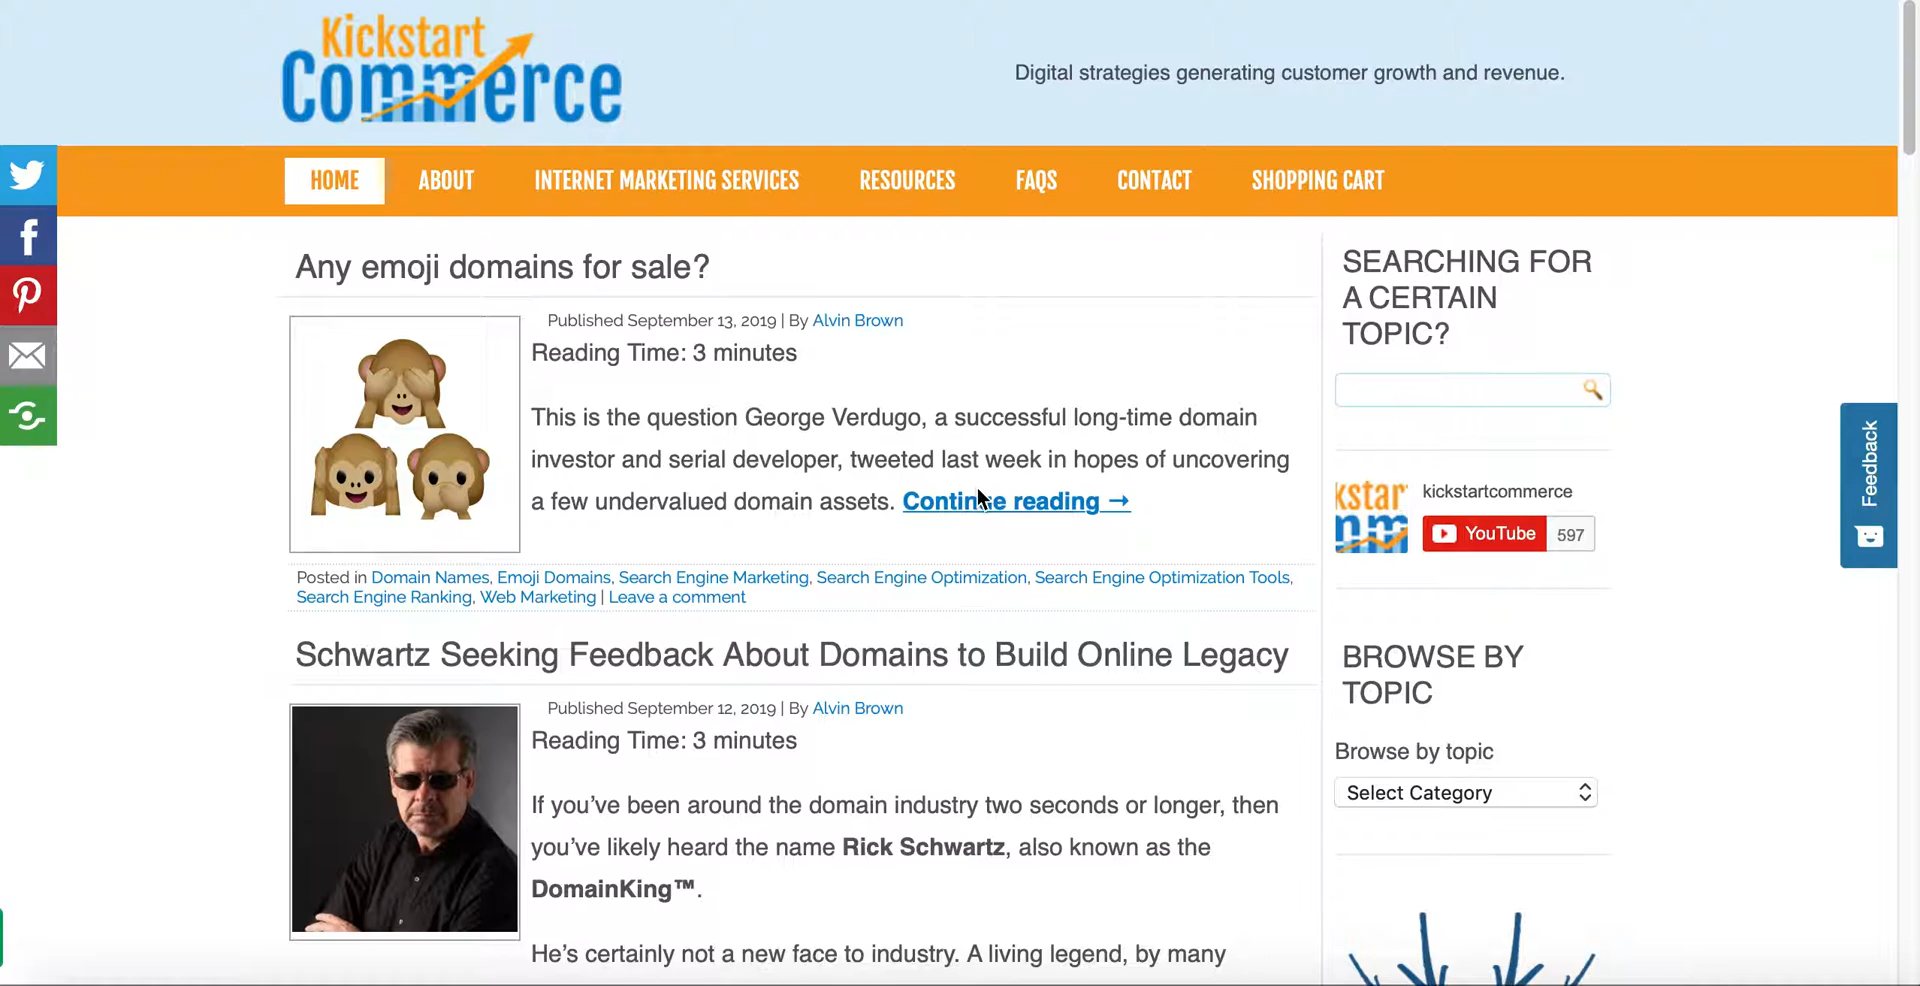 Kickstart
Commerce
Digital strategies generating customer growth and revenue.
HOME ABOUT INTERNET MARKETING SERVICES RESOURCES FAQS CONTACT SHOPPING CART
Any emoji domains for sale?
Published September 13, 2019 | By Alvin Brown
Reading Time: 3 minutes
This is the question George Verdugo, a successful long-time domain
investor and serial developer, tweeted last week in hopes of uncovering
a few undervalued domain assets. Continue reading →
Posted in Domain Names, Emoji Domains, Search Engine Marketing, Search Engine Optimization, Search Engine Optimization Tools,
Search Engine Ranking, Web Marketing | Leave a comment
Schwartz Seeking Feedback About Domains to Build Online Legacy
Published September 12, 2019 | By Alvin Brown
Reading Time: 3 minutes
If you’ve been around the domain industry two seconds or longer, then
you’ve likely heard the name Rick Schwartz, also known as the
DomainKing™.
He’s certainly not a new face to industry. A living legend, by many
SEARCHING FOR
A CERTAIN
TOPIC?
kickstartcommerce
YouTube 597
BROWSE BY
TOPIC
Browse by topic
Select Category
Feedback